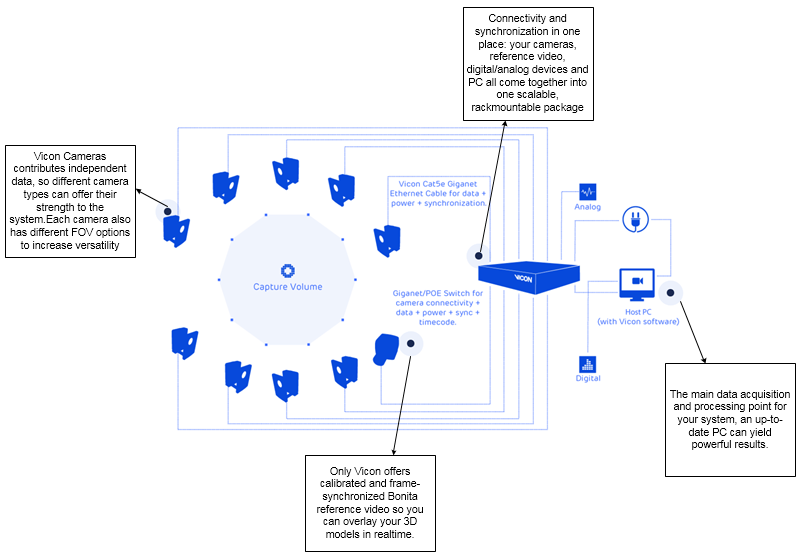 Connectivity and
synchronization in one
place: your cameras,
reference video,
digital/analog devices and
PC all come together into
one scalable,
rackmountable package
Vicon Cameras
contributes independent
data, so different camera
types can offer their
strength to the
system.Each camera also
has different FOV options
to increase versatility
Vicon Cat5e Giganet
Ethernet Cable for data +
power + synchronization.
Analog
Capture Volume
VICON
Giganet/POE Switch for
camera connectivity +
data + power + sync +
timecode.
Host PC
(with Vicon software)
Digital
The main data acquisition
and processing point for
your system, an up-to-
date PC can yield
powerful results.
Only Vicon offers
calibrated and frame-
synchronized Bonita
reference video so you
can overlay your 3D
models in realtime.